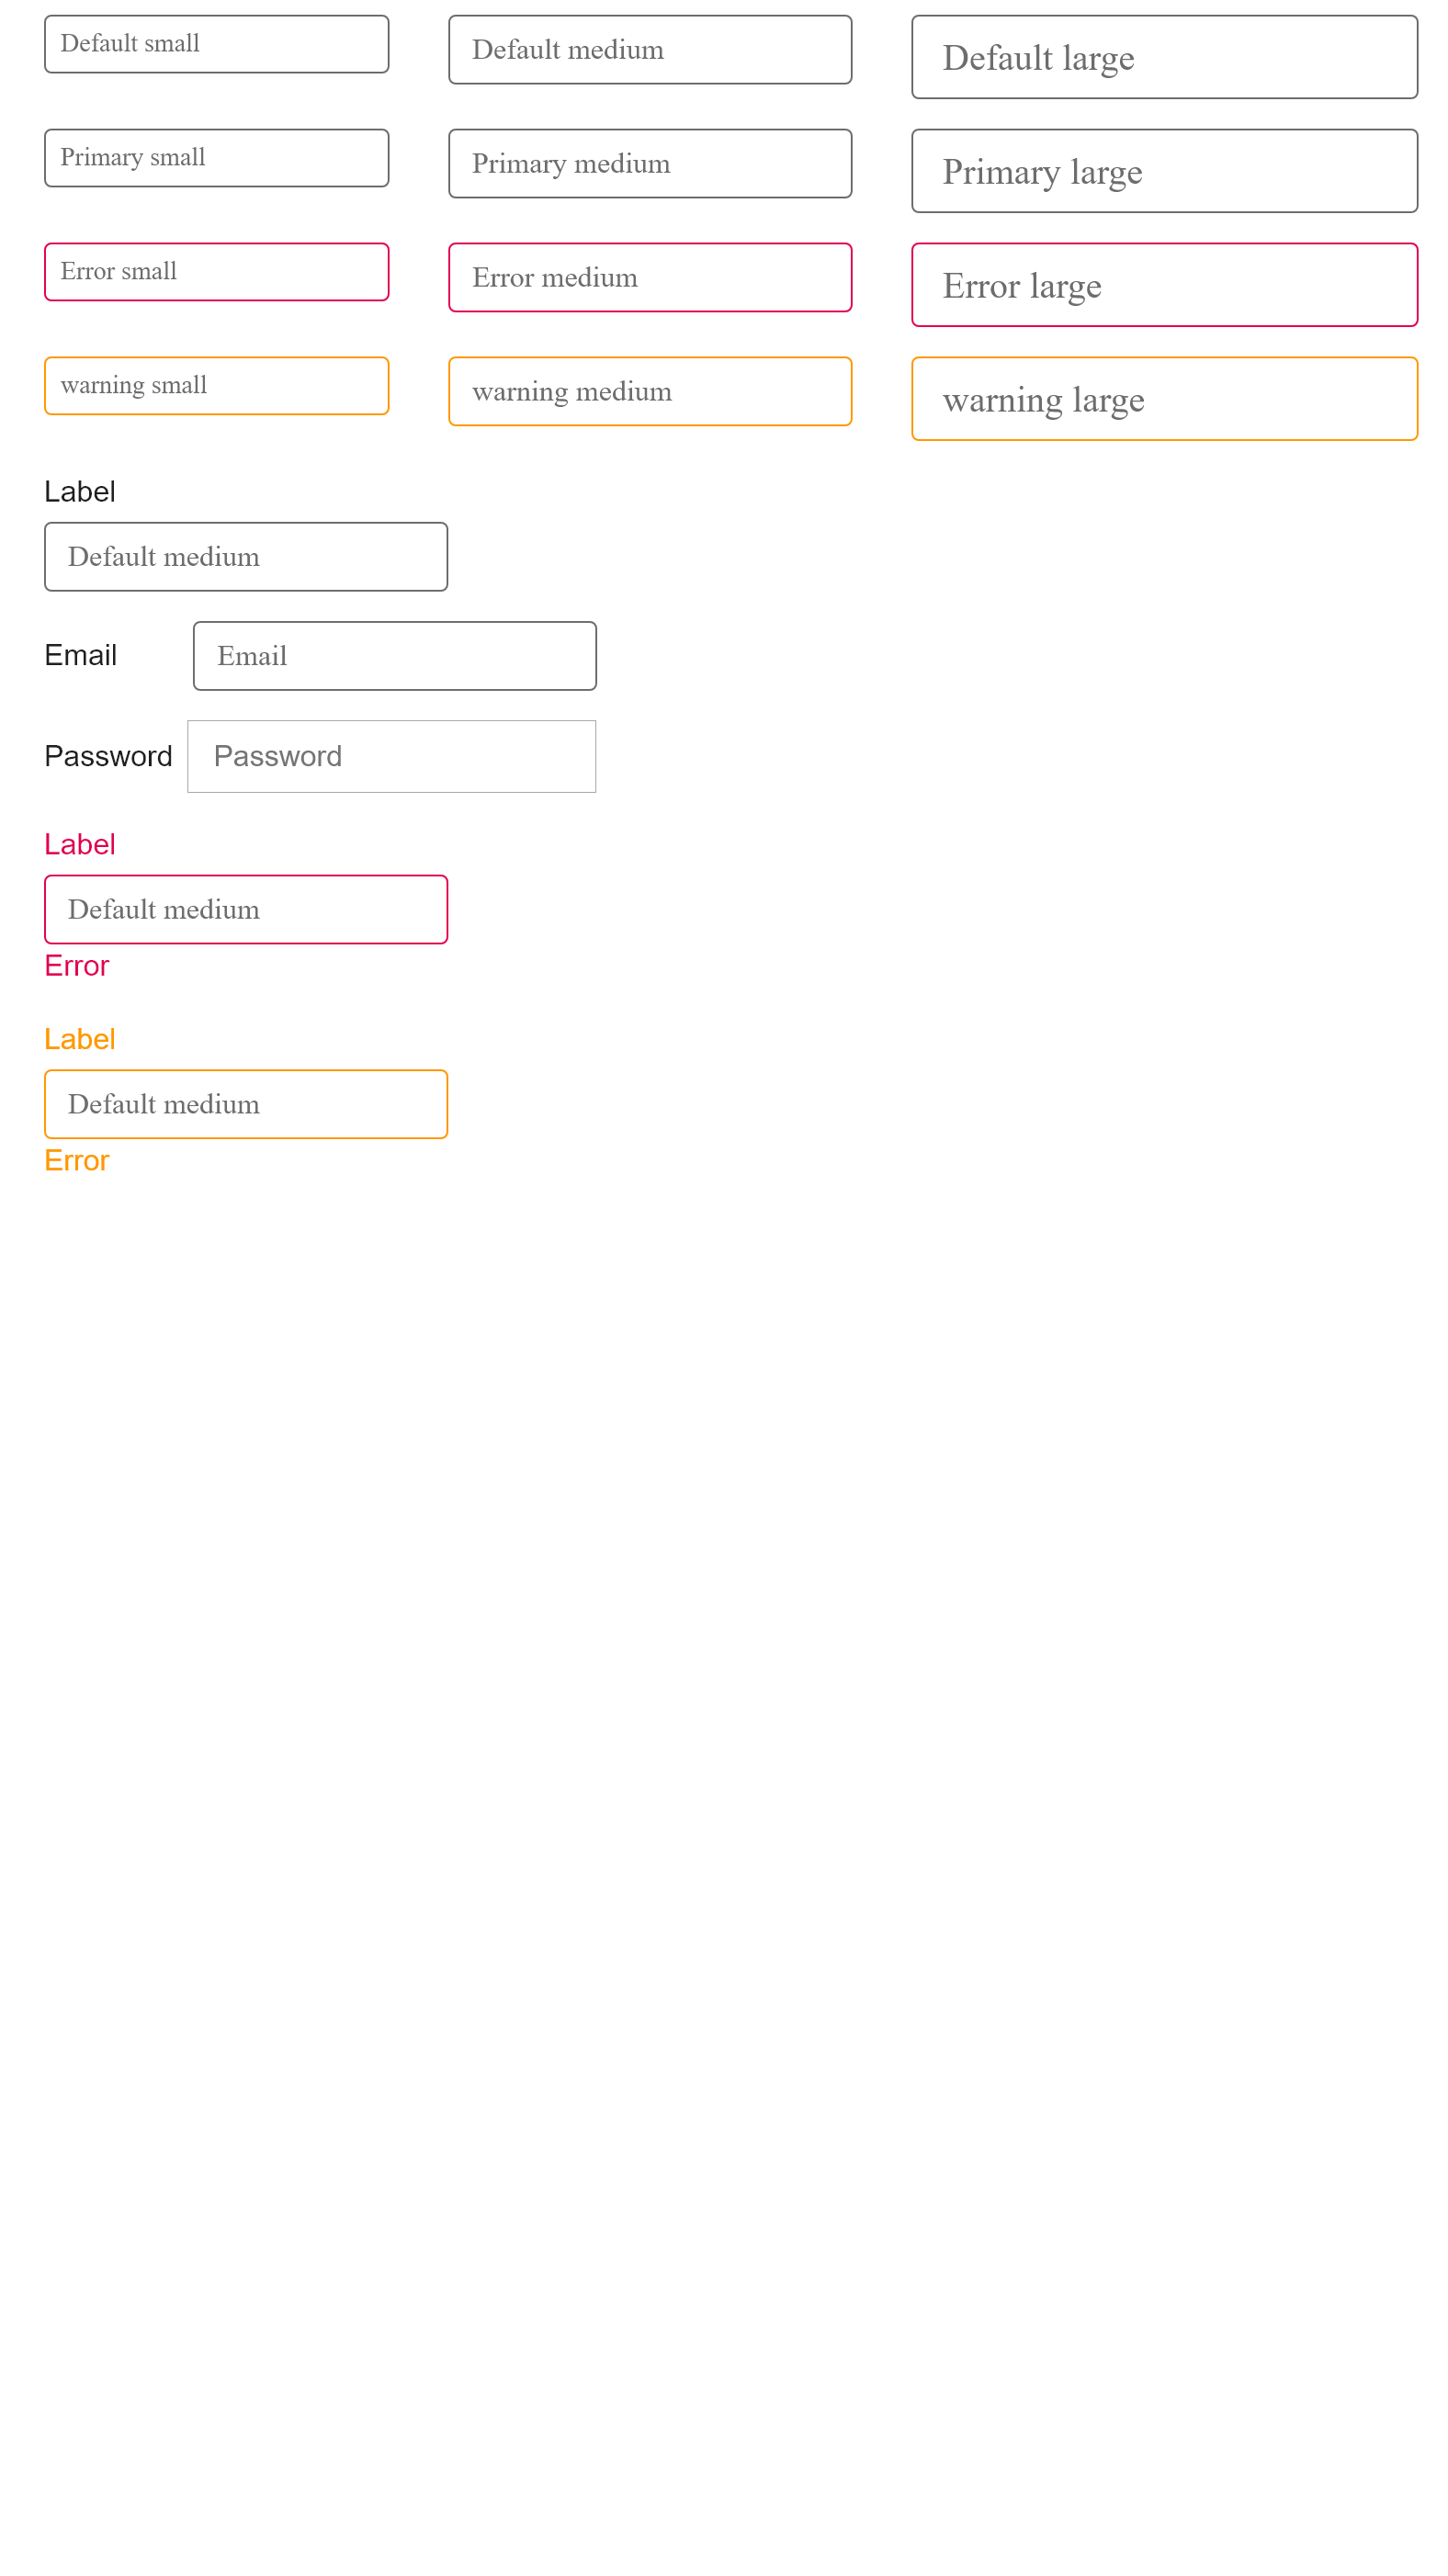 Default small Default medium Default large
Primary small Primary medium Primary large
Error small Error medium Error large
warning small warning medium warning large
Label
Default medium
Email Email
Password Password
Label
Default medium
Error
Label
Default medium
Error